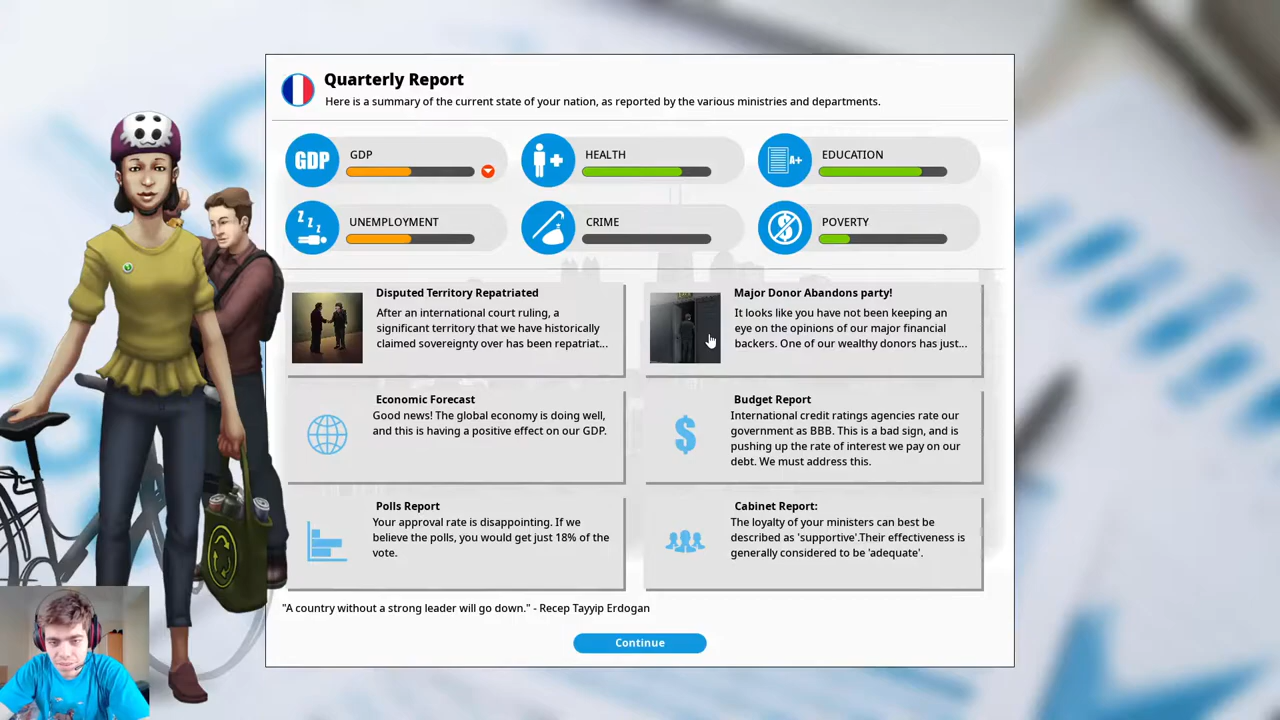 Quarterly Report
Here is a summary of the current state of your nation, as reported by the various ministries and departments.
GDP
GDP
HEALTH
A+
EDUCATION
Z Z Z
UNEMPLOYMENT
CRIME
$
POVERTY
Disputed Territory Repatriated
After an international court ruling, a
significant territory that we have historically
claimed sovereignty over has been repatriat...
Major Donor Abandons party!
It looks like you have not been keeping an
eye on the opinions of our major financial
backers. One of our wealthy donors has just...
Economic Forecast
Good news! The global economy is doing well,
and this is having a positive effect on our GDP.
$
Budget Report
International credit ratings agencies rate our
government as BBB. This is a bad sign, and is
pushing up the rate of interest we pay on our
debt. We must address this.
Polls Report
Your approval rate is disappointing. If we
believe the polls, you would get just 18% of the
vote.
Cabinet Report:
The loyalty of your ministers can best be
described as 'supportive'.Their effectiveness is
generally considered to be 'adequate'.
"A country without a strong leader will go down." - Recep Tayyip Erdogan
Continue